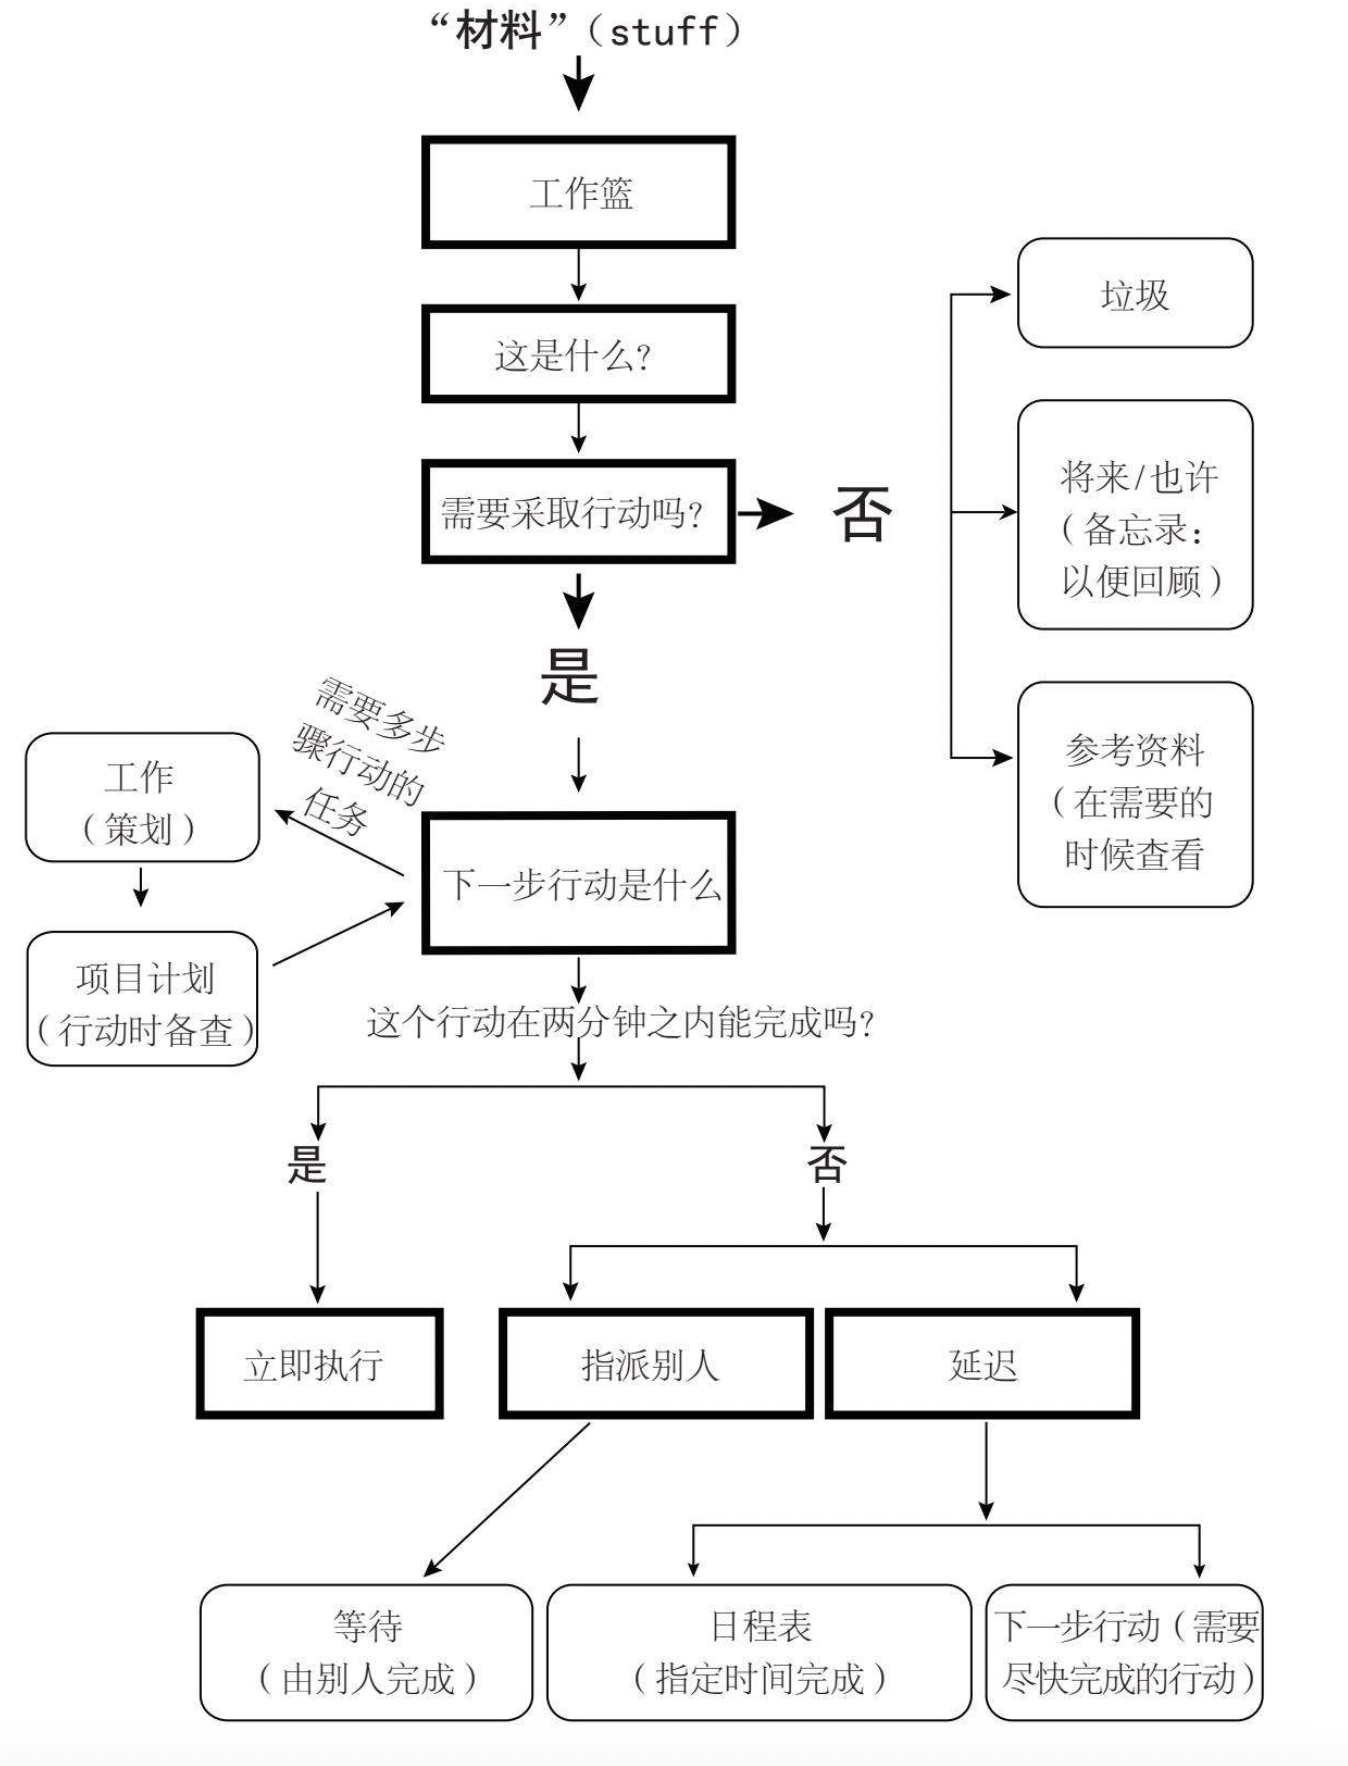 “材料”（stuff）
工作篮
这是什么？
需要采取行动吗？
否
垃圾
将来/也许
（备忘录：
以便回顾）
参考资料
（在需要的
时候查看
是
需要多步
骤行动的
任务
工作
（策划）
项目计划
（行动时备查）
下一步行动是什么
这个行动在两分钟之内能完成吗？
是
否
立即执行
指派别人
延迟
等待
（由别人完成）
日程表
（指定时间完成）
下一步行动（需要
尽快完成的行动）